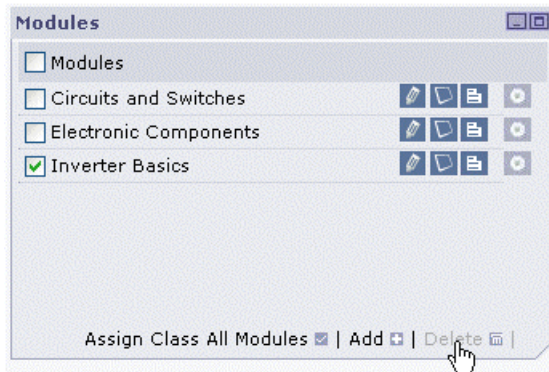 Modules
Modules
Circuits and Switches
Electronic Components
Inverter Basics
Assign Class All Modules | Add | Delete |